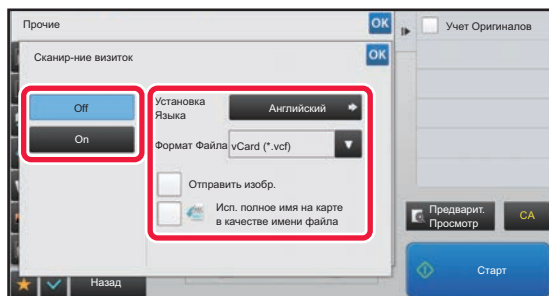 Прочие
OK
Учет Оригиналов
Сканир-ние визиток
OK
Off
On
Установка
Языка
Английский
Формат Файла
vCard (*.vcf)
Отправить изобр.
Исп. полное имя на карте
в качестве имени файла
Предварит.
Просмотр
CA
Назад
Старт